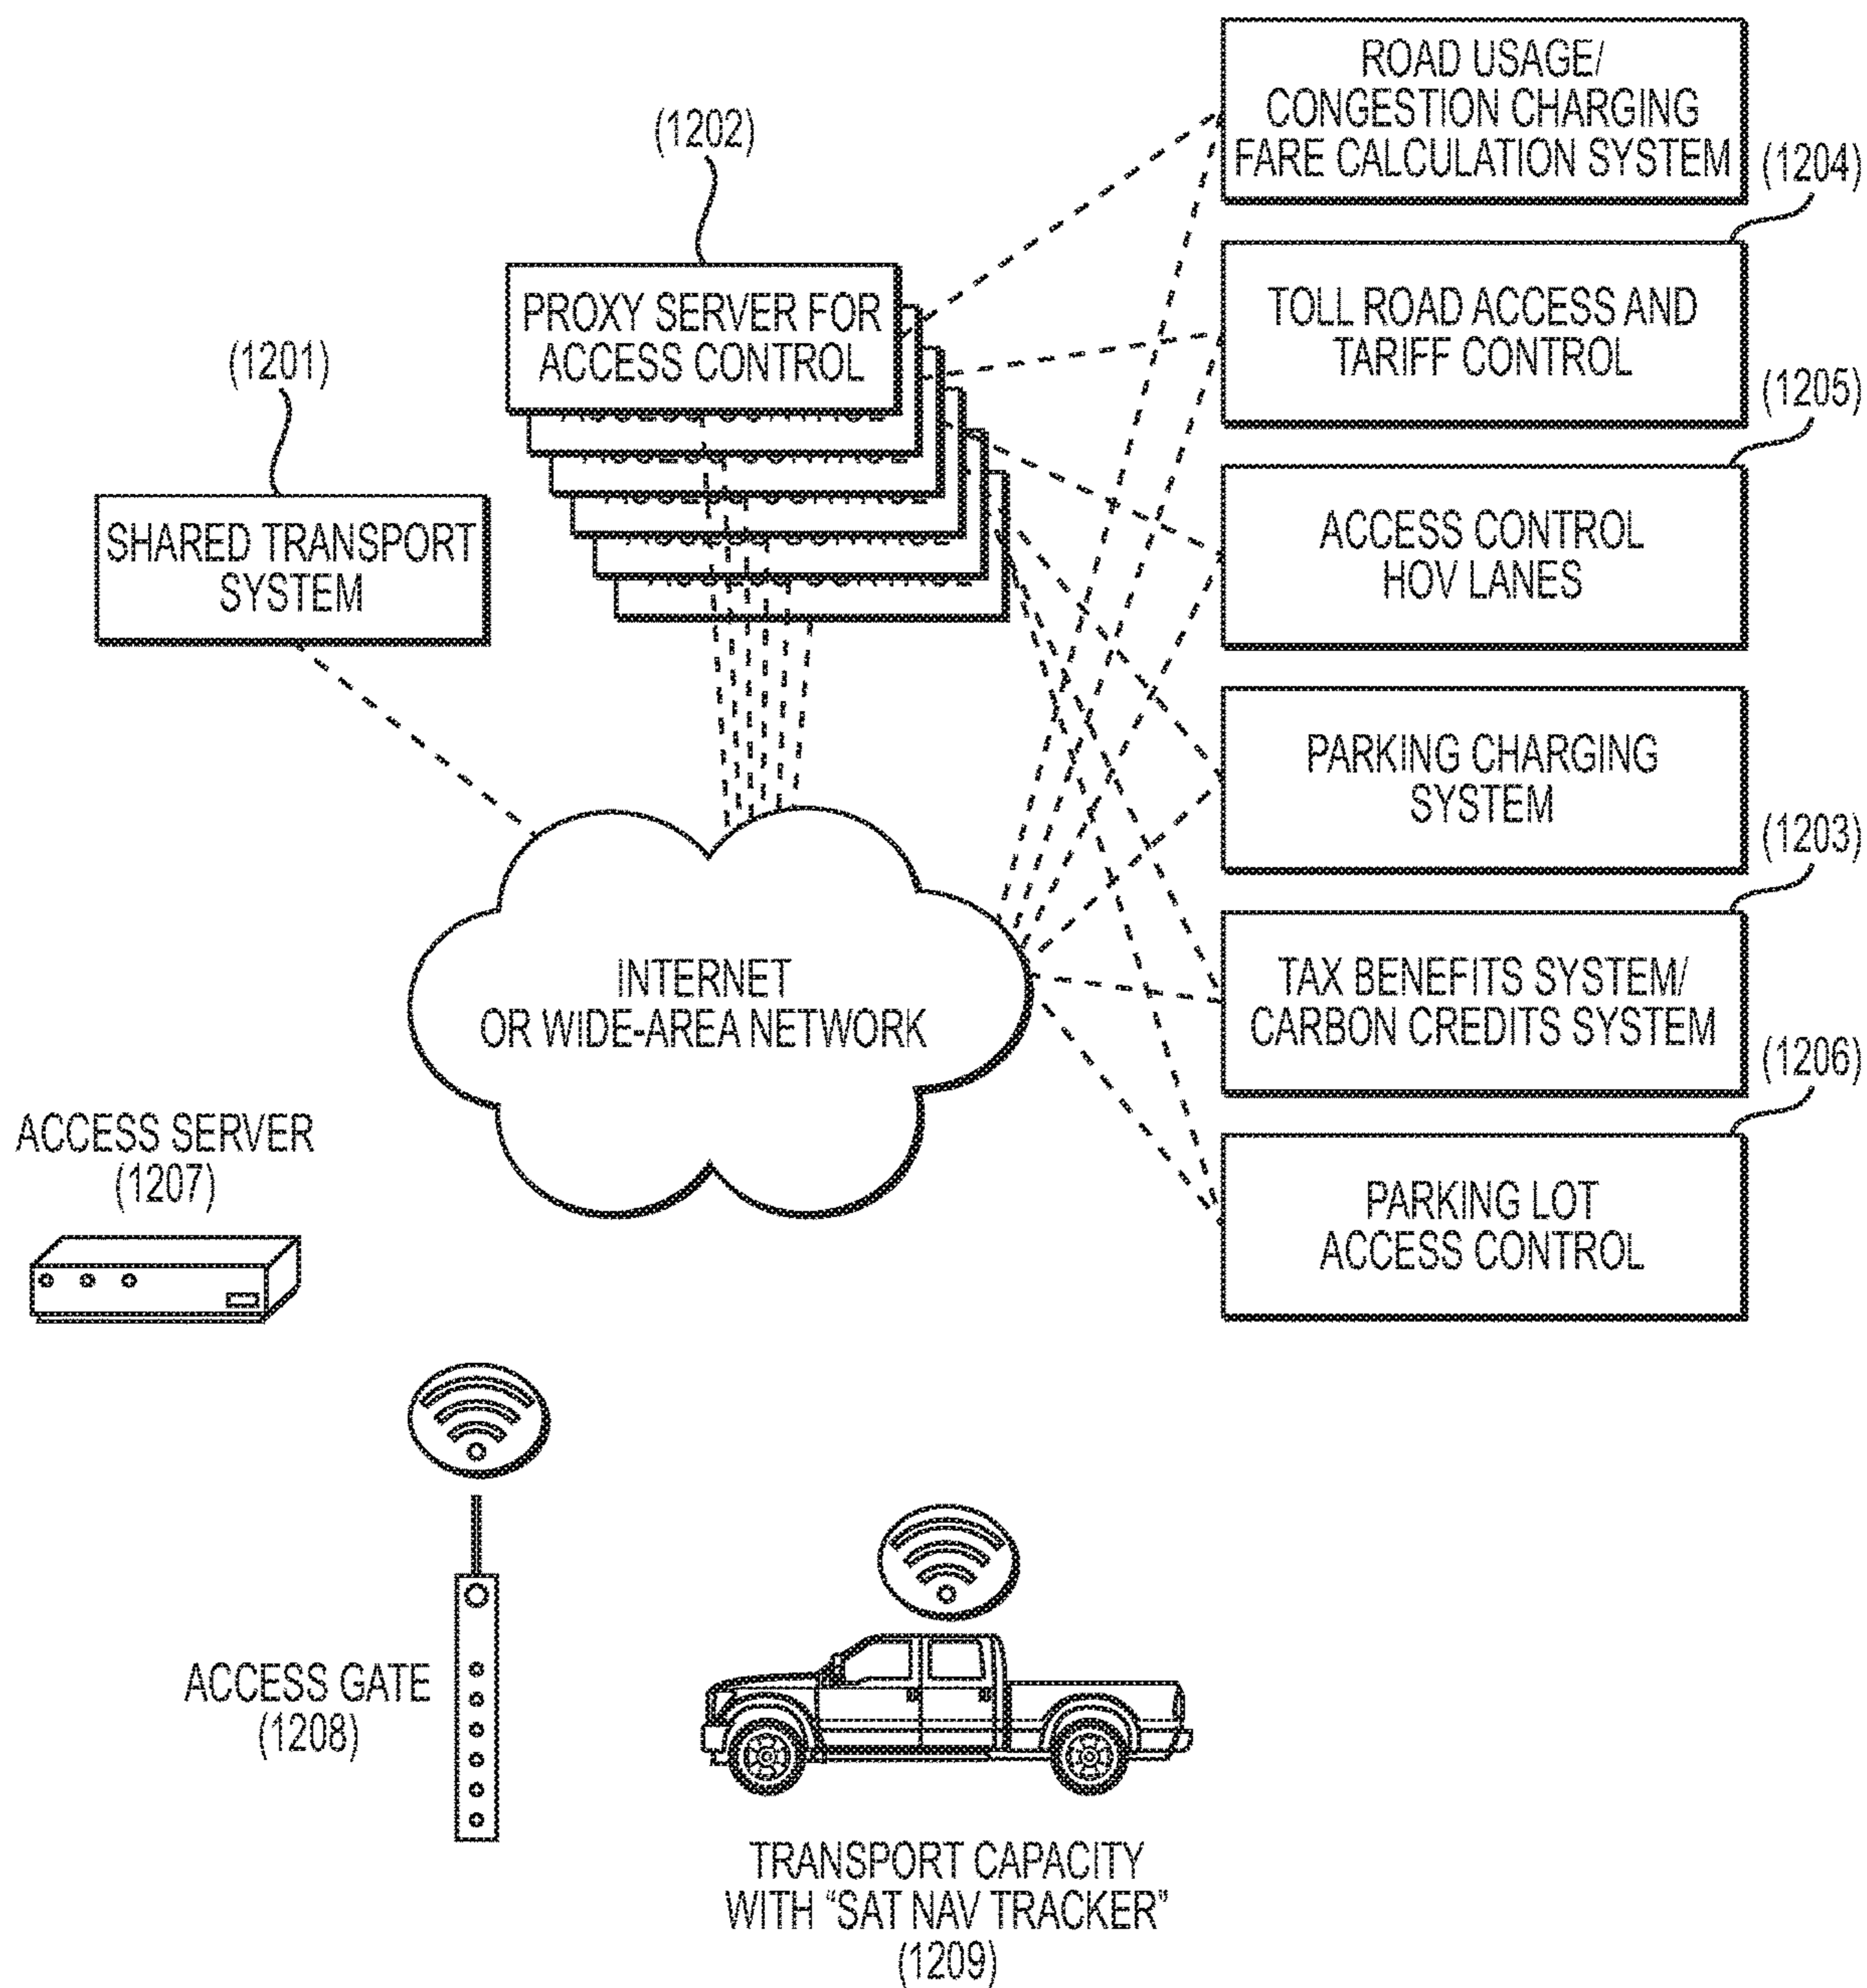 ROAD USAGE/
CONGESTION CHARGING
FARE CALCULATION SYSTEM
(1202)
(1204)
PROXY SERVER FOR
ACCESS CONTROL
TOLL ROAD ACCESS AND
TARIFF CONTROL
(1201)
(1205)
SHARED TRANSPORT
SYSTEM
ACCESS CONTROL
HOV LANES
PARKING CHARGING
SYSTEM
(1203)
INTERNET
OR WIDE-AREA NETWORK
TAX BENEFITS SYSTEM/
CARBON CREDITS SYSTEM
(1206)
ACCESS SERVER
(1207)
PARKING LOT
ACCESS CONTROL
ACCESS GATE
(1208)
TRANSPORT CAPACITY
WITH “SAT NAV TRACKER”
(1209)